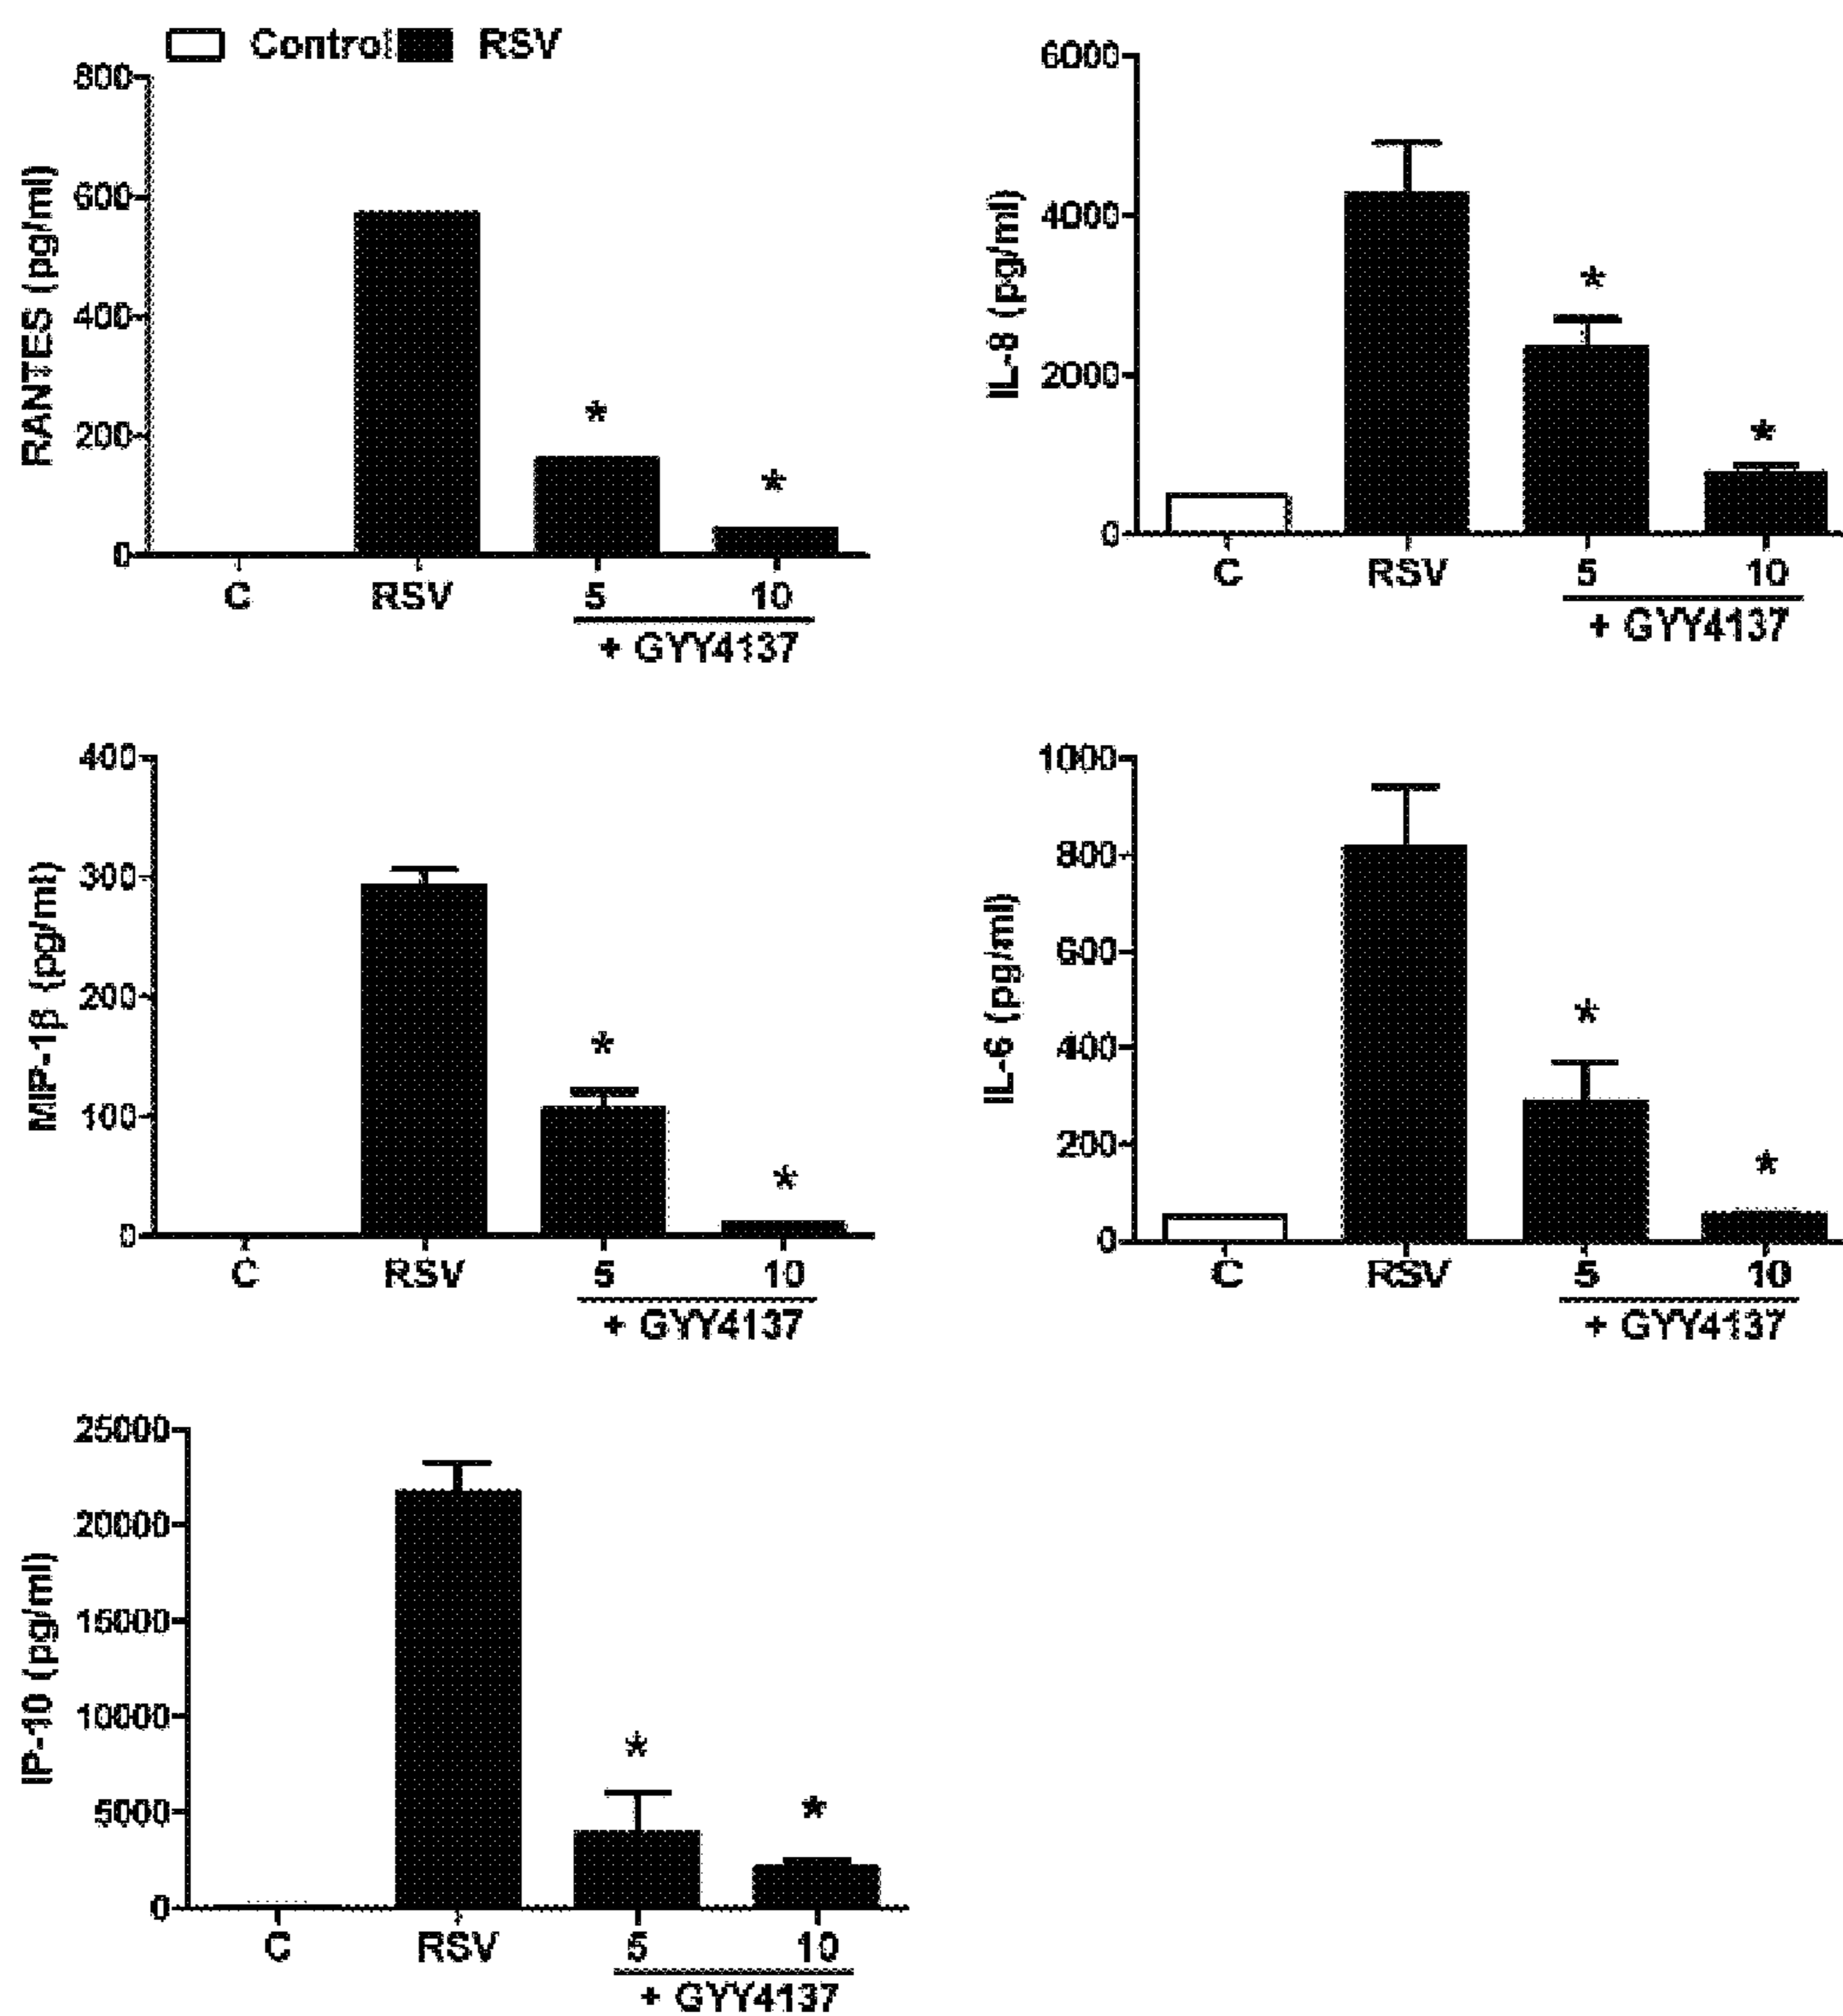 Control RSV
RANTES (pg/ml)
800
600
400
200
0
*
*
C RSV 5 10
+ GYY4137
IL-8 (pg/ml)
6000
4000
2000
0
*
*
C RSV 5 10
+ GYY4137
MIP-1β (pg/ml)
400
300
200
100
0
*
*
C RSV 5 10
+ GYY4137
IL-6 (pg/ml)
1000
800
600
400
200
0
*
*
C RSV 5 10
+ GYY4137
IP-10 (pg/ml)
25000
20000
15000
10000
5000
0
*
*
C RSV 5 10
+ GYY4137